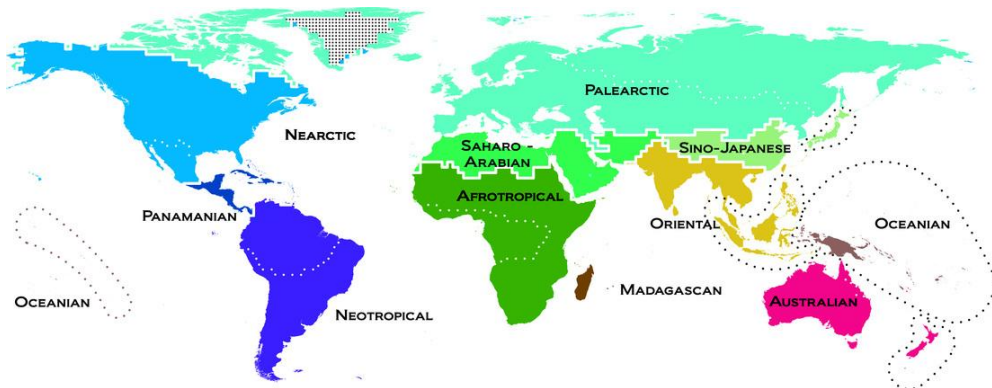 PALEARCTIC
NEARCTIC
SAHARO -
ARABIAN
SINO-JAPANESE
AFROTROPICAL
PANAMANIAN
ORIENTAL
OCEANIAN
OCEANIAN
MADAGASCAN
AUSTRALIAN
NEOTROPICAL